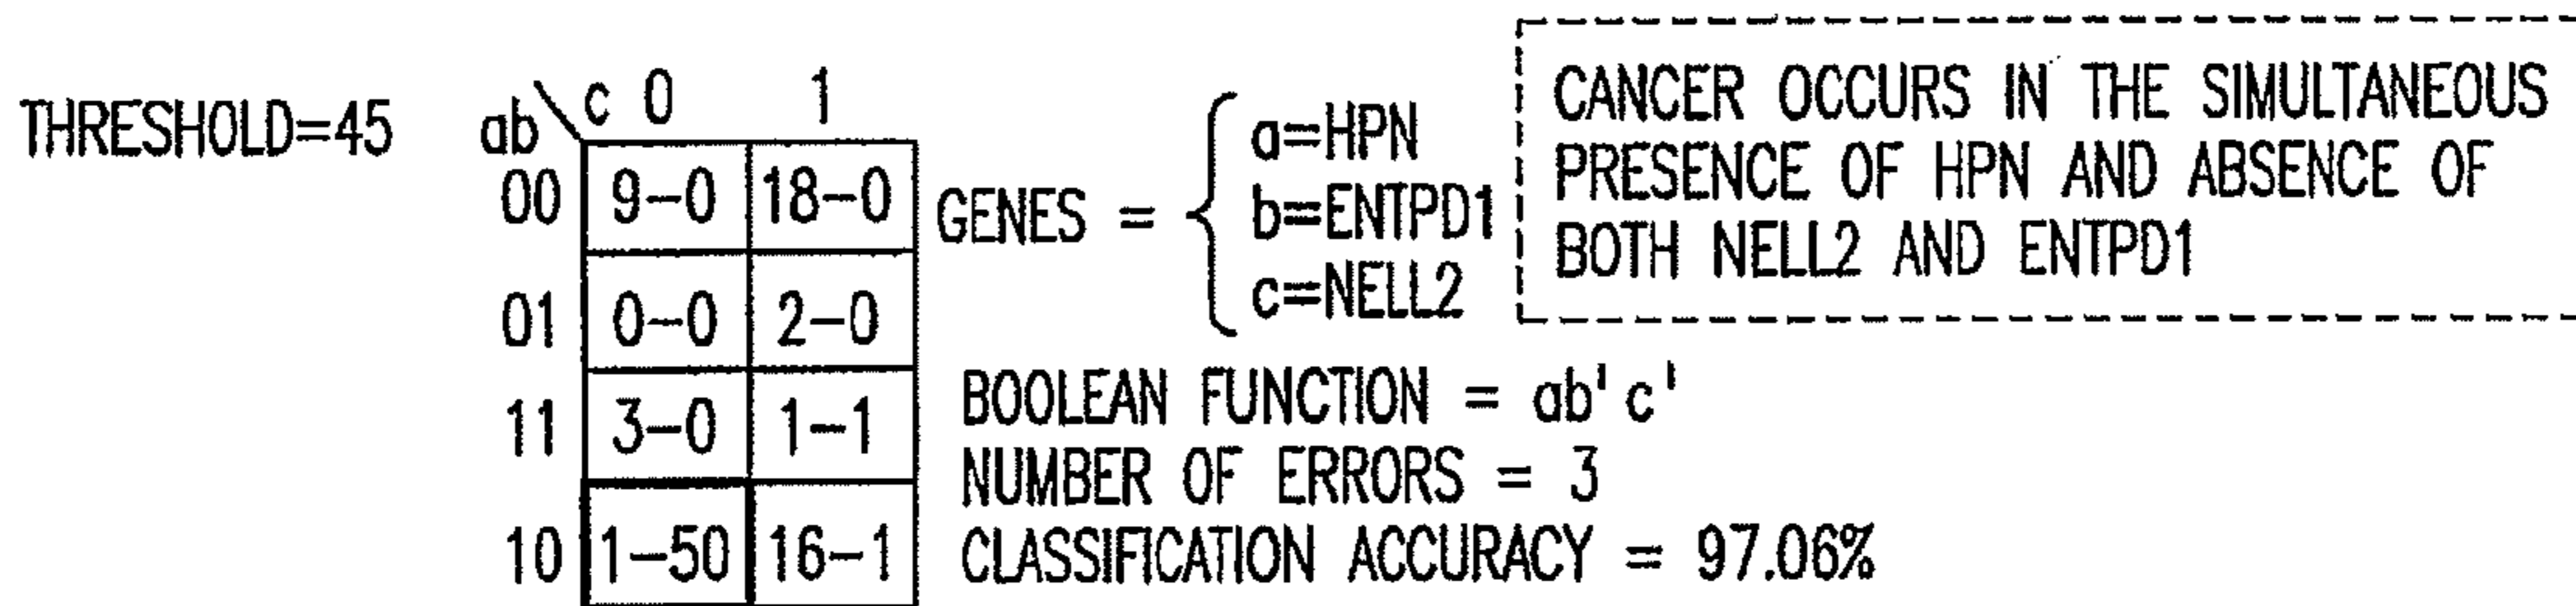 THRESHOLD=45
ab\c 0 1
00 9-0 18-0
01 0-0 2-0
11 3-0 1-1
10 1-50 16-1
GENES = { a=HPN
b=ENTPD1
c=NELL2
CANCER OCCURS IN THE SIMULTANEOUS
PRESENCE OF HPN AND ABSENCE OF
BOTH NELL2 AND ENTPD1
BOOLEAN FUNCTION = ab'c'
NUMBER OF ERRORS = 3
CLASSIFICATION ACCURACY = 97.06%